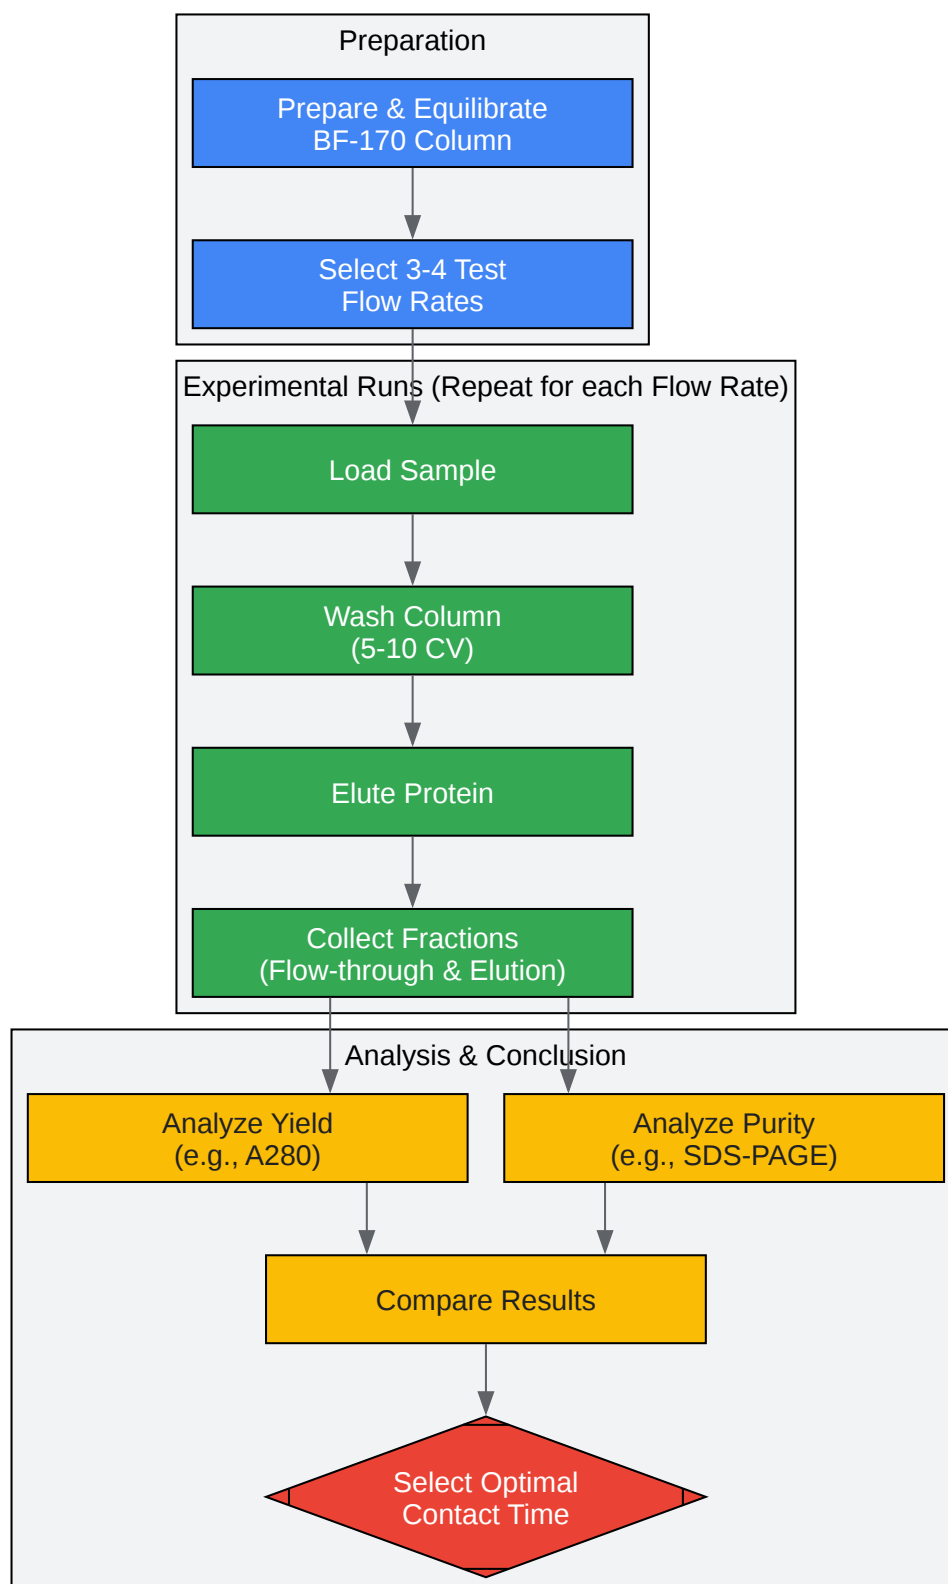 Preparation
Prepare & Equilibrate
BF-170 Column
Select 3-4 Test
Flow Rates
Experimental Runs (Repeat for each Flow Rate)
Load Sample
Wash Column
(5-10 CV)
Elute Protein
Collect Fractions
(Flow-through & Elution)
Analysis & Conclusion
Analyze Yield
(e.g., A280)
Analyze Purity
(e.g., SDS-PAGE)
Compare Results
Select Optimal
Contact Time